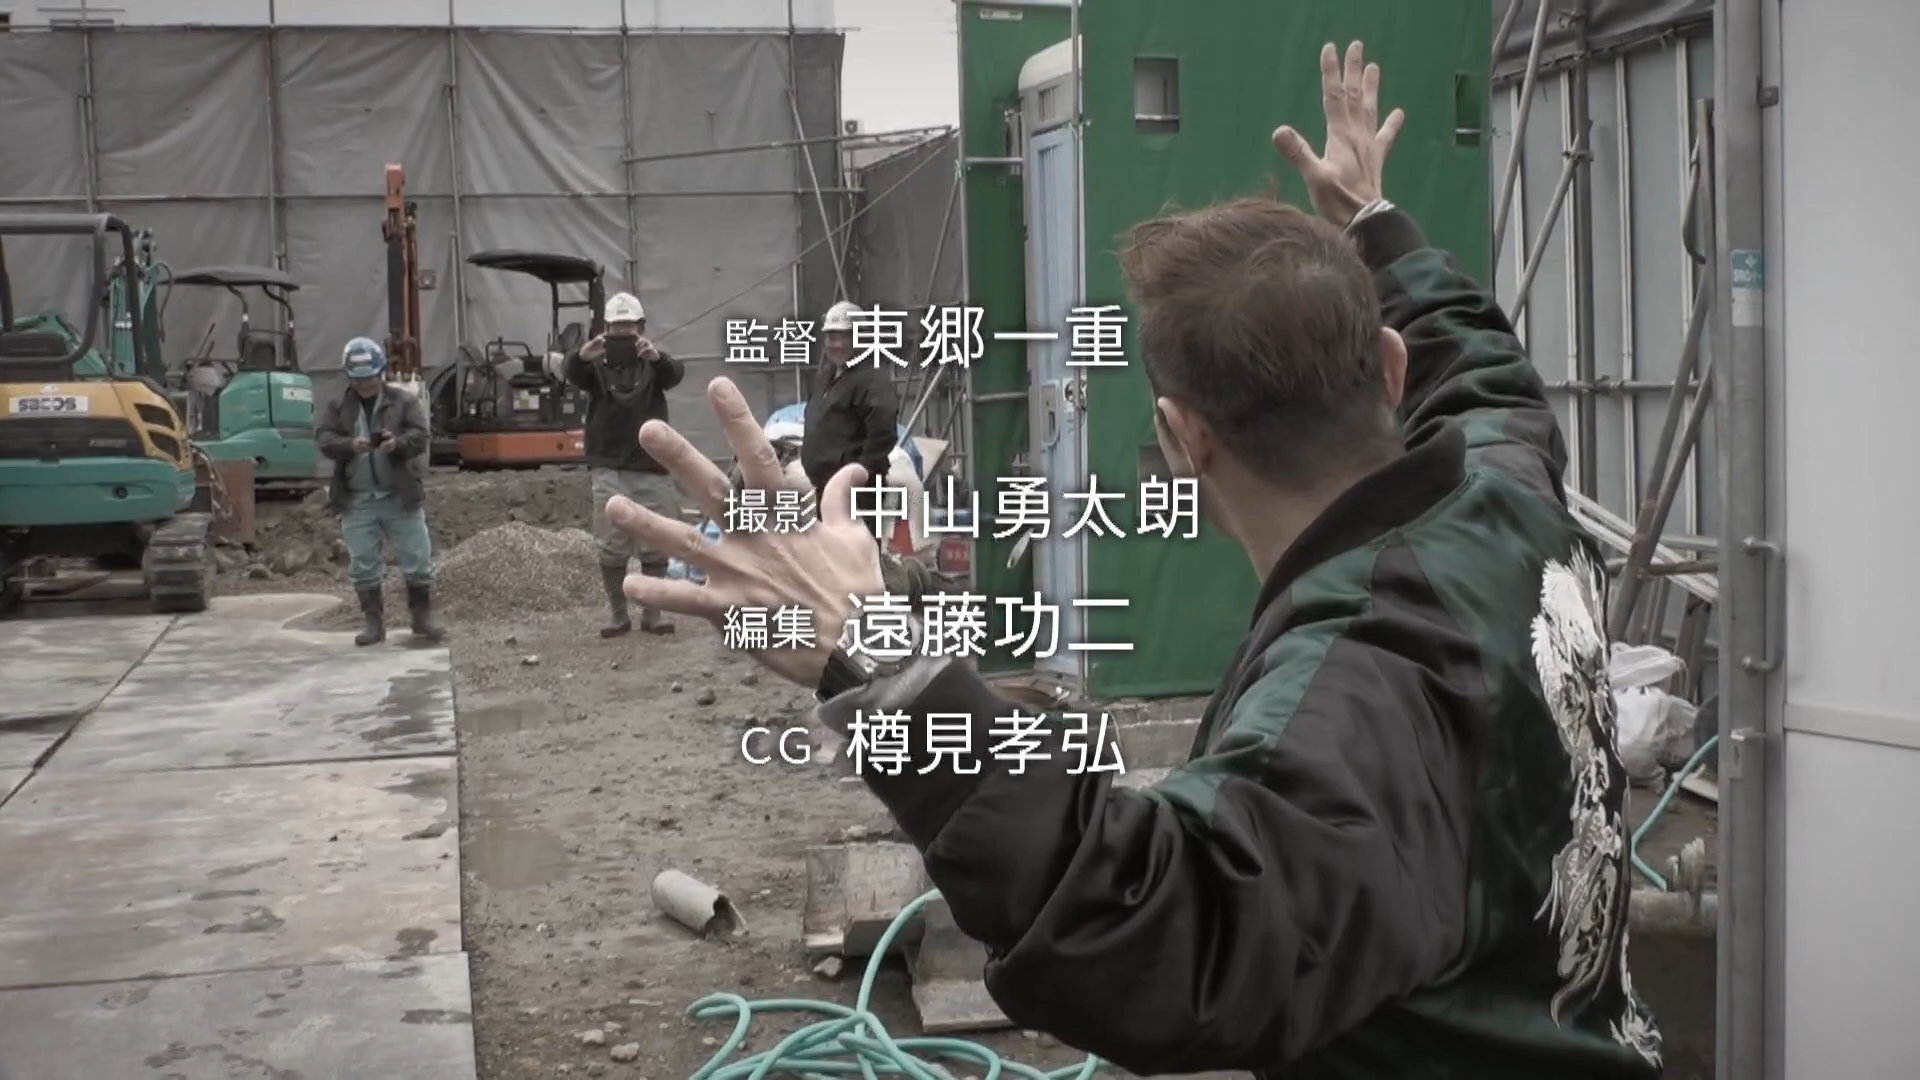 監督 東郷一重
撮影 中山勇太朗
編集 遠藤功二
CG 樽見孝弘
sacos